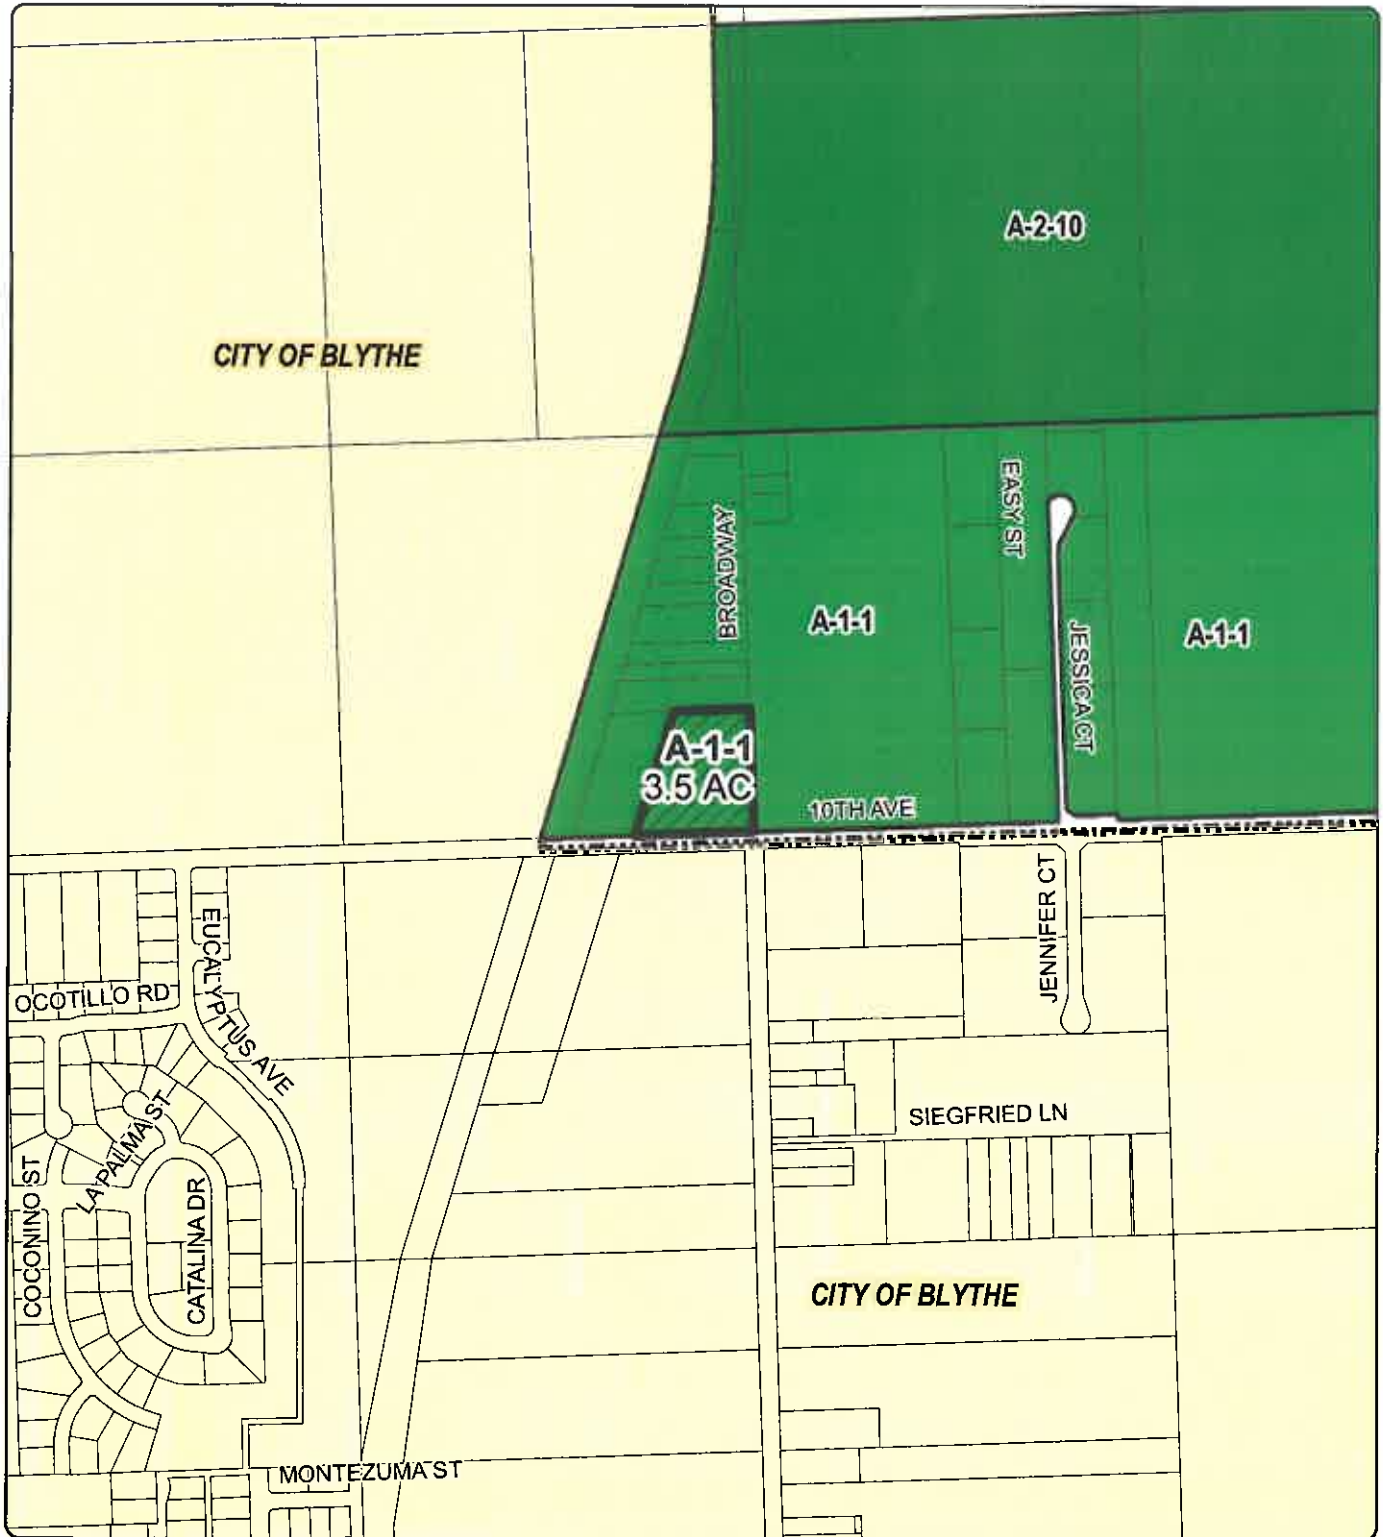 A-2-10
CITY OF BLYTHE
EASY ST
BROADWAY
A-1-1
JESSICA CT
A-1-1
A-1-1
3.5 AC
10TH AVE
JENNIFER CT
EUCALYPTUS AVE
OCOTILLO RD
LA PALMA ST
SIEGFRIED LN
COCONINO ST
CATALINA DR
CITY OF BLYTHE
MONTEZUMA ST